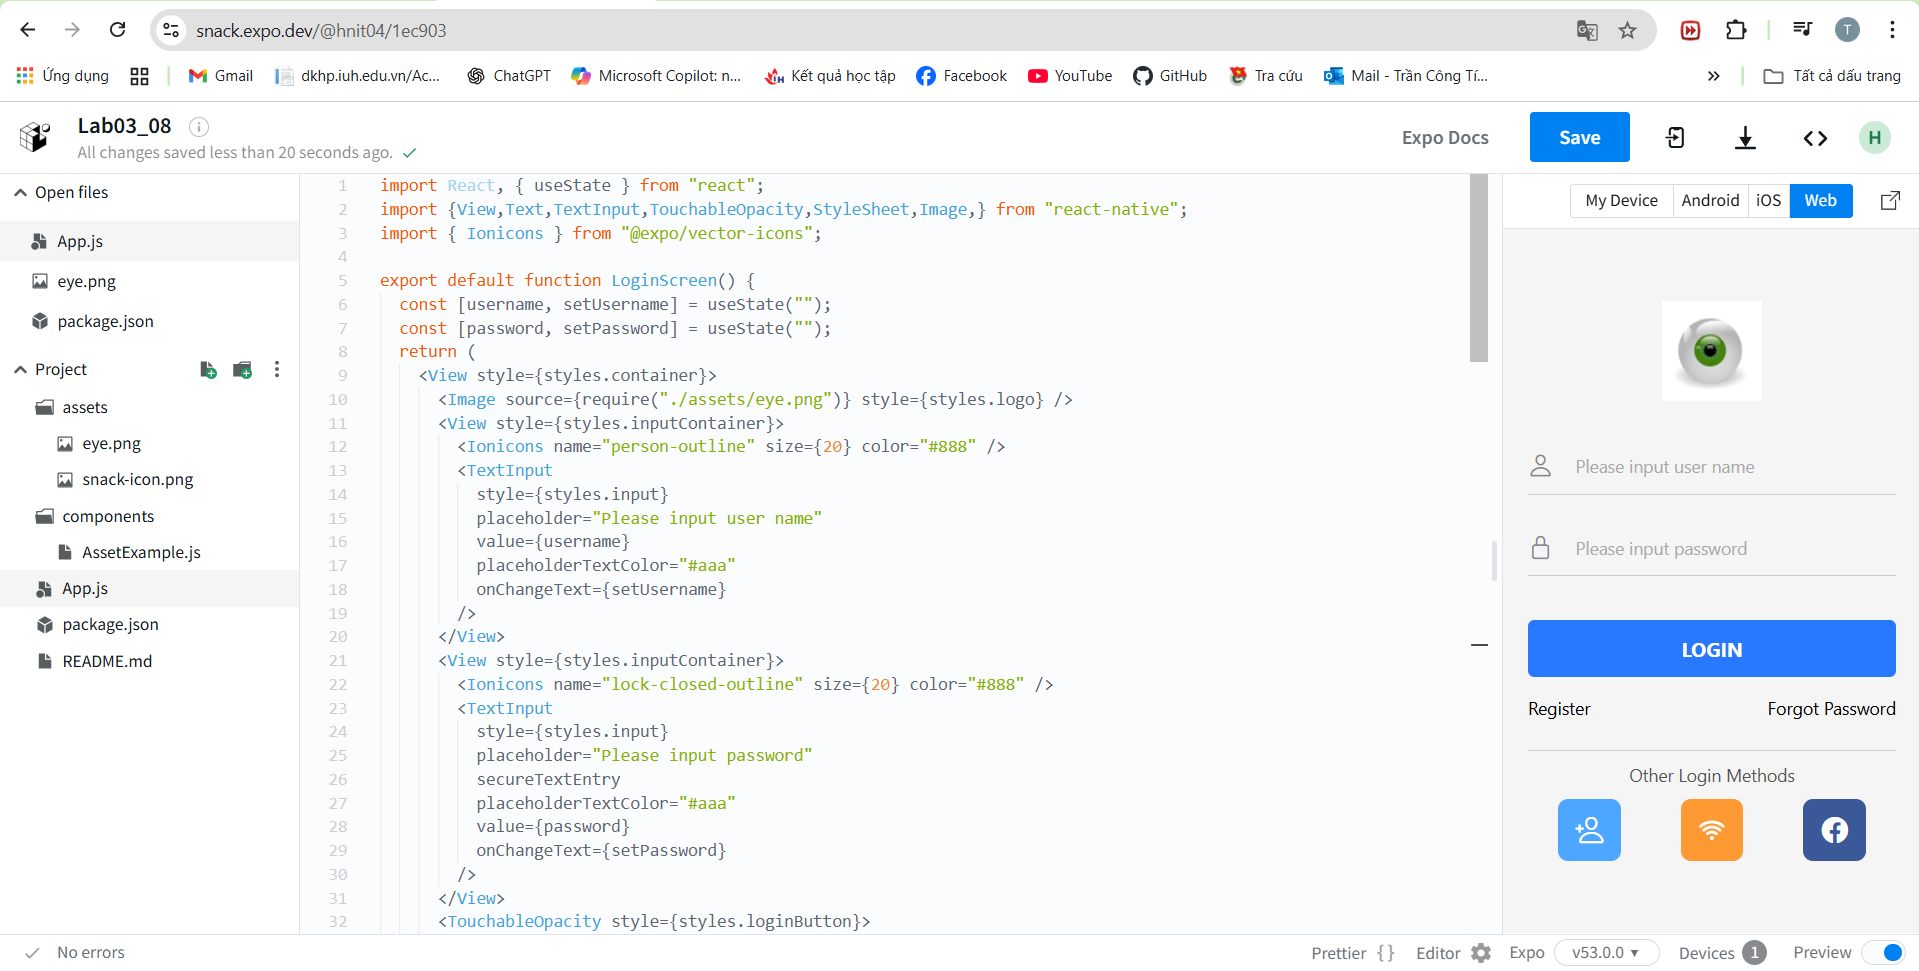 snack.expo.dev/@hnit04/1ec903
T
Ứng dụng
Gmail
dkhp.iuh.edu.vn/Ac...
ChatGPT
Microsoft Copilot: n...
Kết quả học tập
Facebook
YouTube
GitHub
Tra cứu
Mail - Trần Công Tí...
»
Tất cả dấu trang
Lab03_08
All changes saved less than 20 seconds ago.
Expo Docs
Save
H
Open files
App.js
eye.png
package.json
Project
assets
eye.png
snack-icon.png
components
AssetExample.js
App.js
package.json
README.md
1 import React, { useState } from "react";
2 import {View,Text,TextInput,TouchableOpacity,StyleSheet,Image,} from "react-native";
3 import { Ionicons } from "@expo/vector-icons";
4
5 export default function LoginScreen() {
6 const [username, setUsername] = useState("");
7 const [password, setPassword] = useState("");
8 return (
9 <View style={styles.container}>
10 <Image source={require("./assets/eye.png")} style={styles.logo} />
11 <View style={styles.inputContainer}>
12 <Ionicons name="person-outline" size={20} color="#888" />
13 <TextInput
14 style={styles.input}
15 placeholder="Please input user name"
16 value={username}
17 placeholderTextColor="#aaa"
18 onChangeText={setUsername}
19 />
20 </View>
21 <View style={styles.inputContainer}>
22 <Ionicons name="lock-closed-outline" size={20} color="#888" />
23 <TextInput
24 style={styles.input}
25 placeholder="Please input password"
26 secureTextEntry
27 placeholderTextColor="#aaa"
28 value={password}
29 onChangeText={setPassword}
30 />
31 </View>
32 <TouchableOpacity style={styles.loginButton}>
My Device
Android
iOS
Web
Please input user name
Please input password
LOGIN
Register
Forgot Password
Other Login Methods
No errors
Prettier {}
Editor
Expo
v53.0.0
Devices 1
Preview